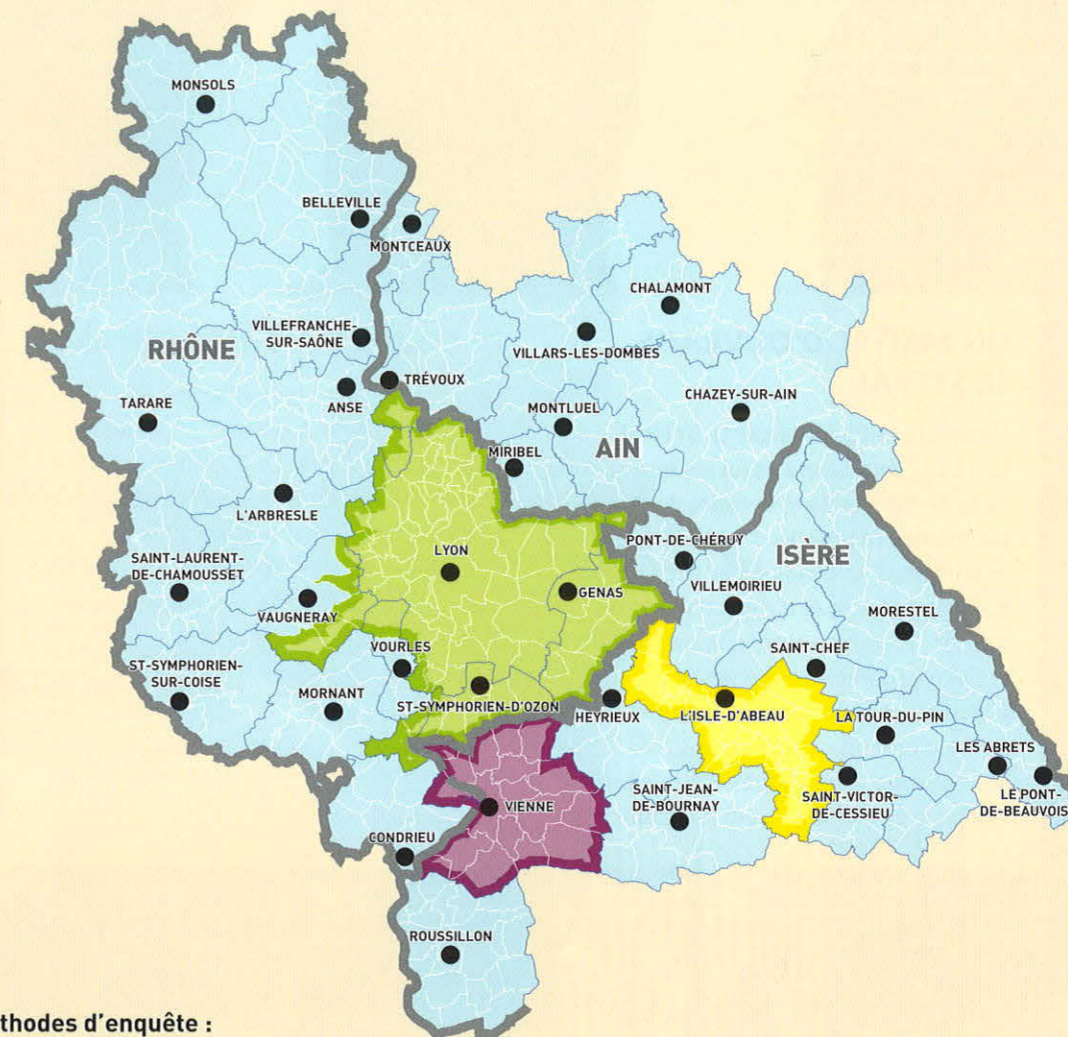 MONSOLS
BELLEVILLE
MONTCEAUX
CHALAMONT
VILLEFRANCHE-
SUR-SAÔNE
VILLARS-LES-DOMBES
RHÔNE
TRÉVOUX
ANSE
TARARE
CHAZEY-SUR-AIN
MONTLUEL
AIN
MIRIBEL
L'ARBRESLE
PONT-DE-CHÉRUY
ISÈRE
LYON
SAINT-LAURENT-
DE-CHAMOUSSET
VILLEMOIRIEU
GENAS
MORESTEL
VAUGNERAY
VOURLES
SAINT-CHEF
ST-SYMPHORIEN-
SUR-COISE
MORNANT
ST-SYMPHORIEN-D'OZON
HEYRIEUX
L'ISLE-D'ABEAU
LA TOUR-DU-PIN
LES ABRETS
SAINT-JEAN-
DE-BOURNAY
SAINT-VICTOR-
DE-CESSIEU
LE PONT-
DE-BEAUVOIS
VIENNE
CONDRIEU
ROUSSILLON
thodes d'enquête :